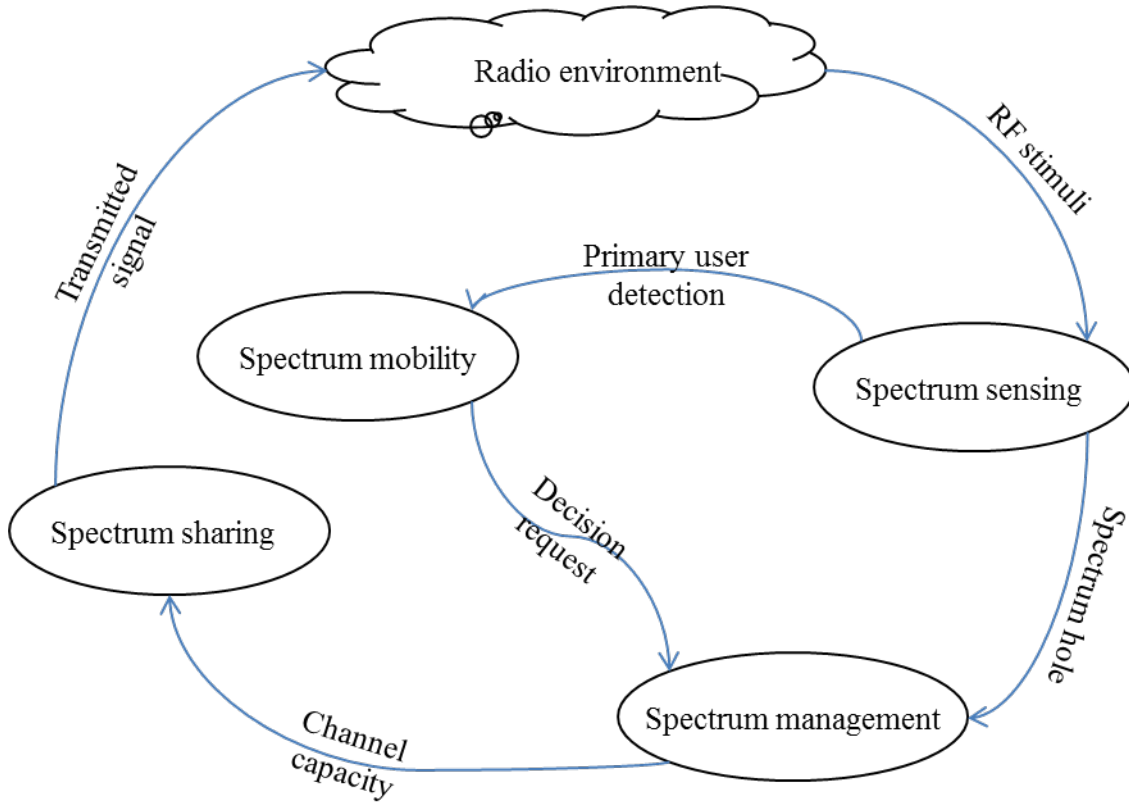 Radio environment
RF stimuli
Transmitted
signal
Primary user
detection
Spectrum mobility
Spectrum sensing
Decision
request
Spectrum sharing
Spectrum hole
Spectrum management
Channel
capacity